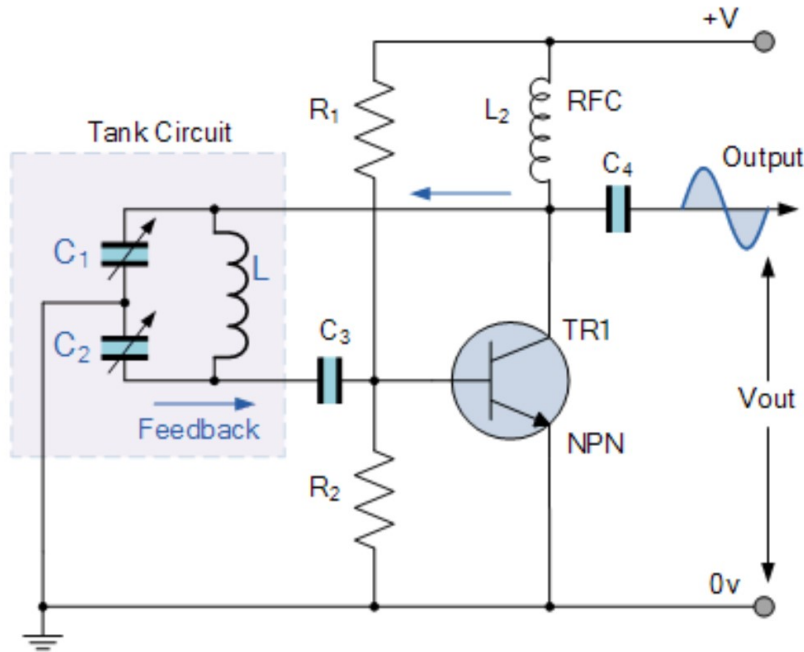 +V
R1
L2
RFC
Tank Circuit
C4
Output
C1
L
C3
TR1
C2
Vout
Feedback
NPN
R2
0v